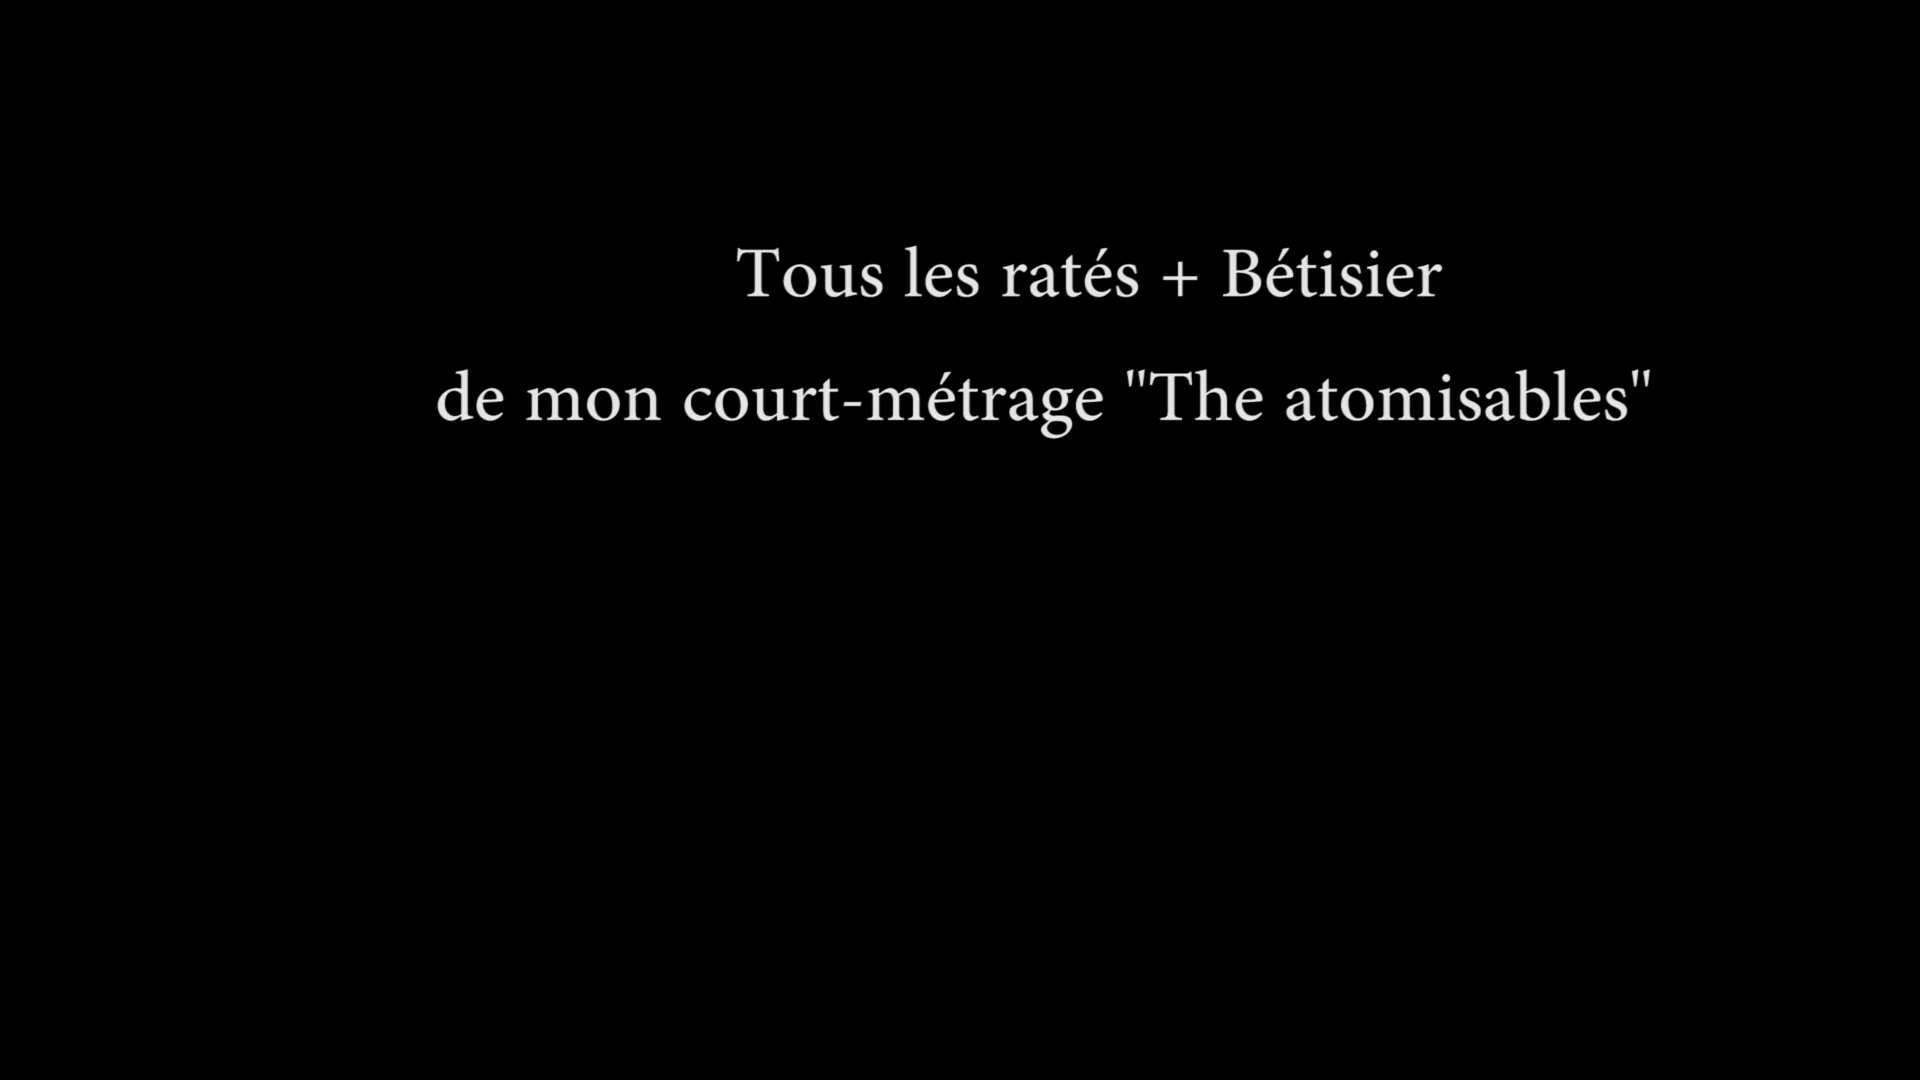 Tous les ratés + Bétisier
de mon court-métrage "The atomisables"